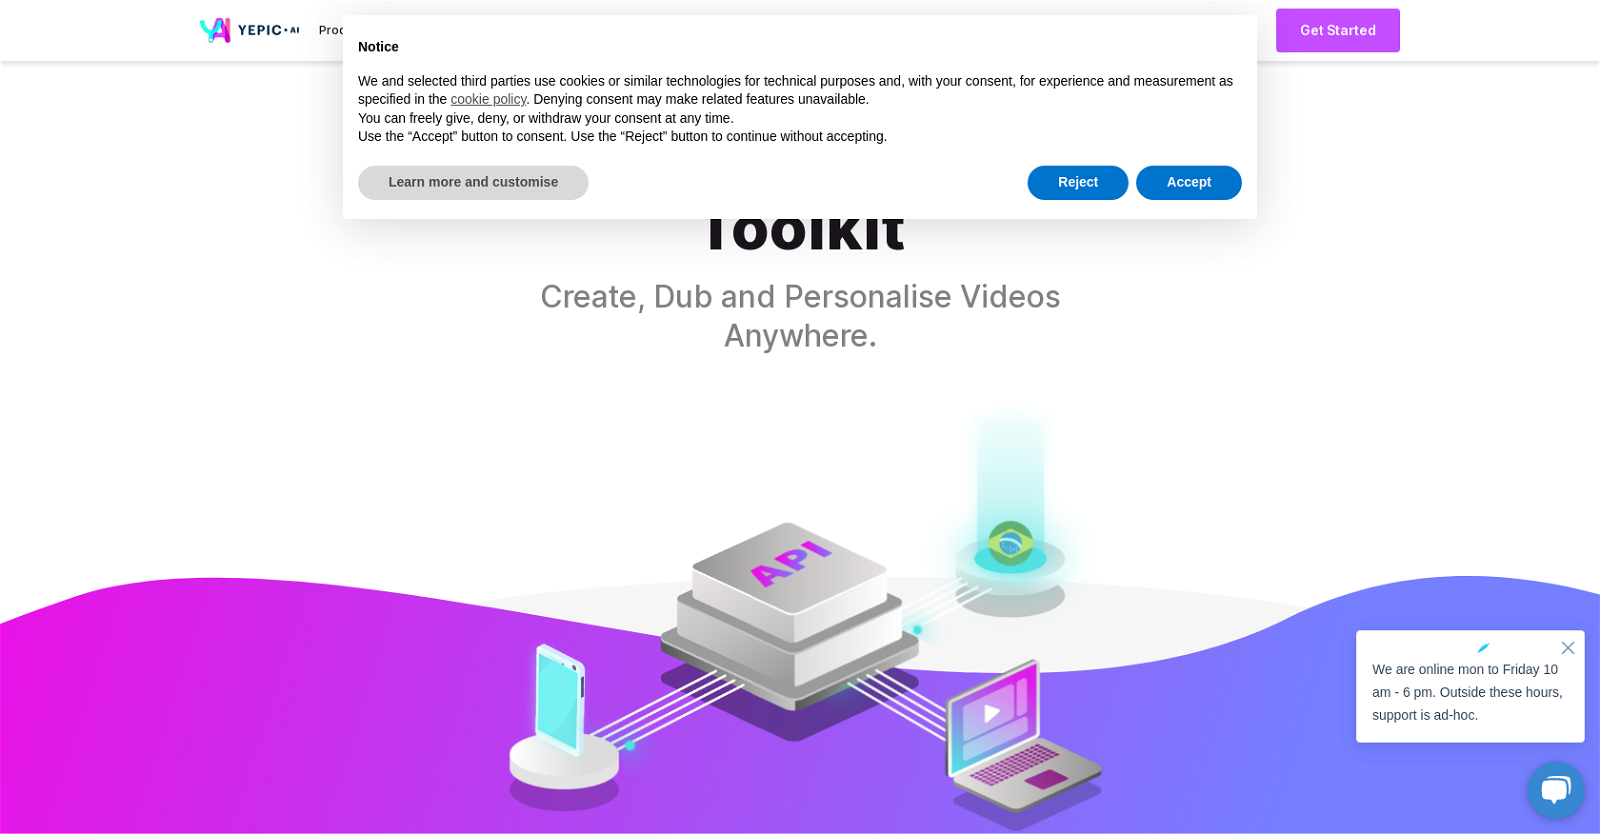 YEPIC•AI
Get Started
Notice
We and selected third parties use cookies or similar technologies for technical purposes and, with your consent, for experience and measurement as
specified in the cookie policy. Denying consent may make related features unavailable.
You can freely give, deny, or withdraw your consent at any time.
Use the “Accept” button to consent. Use the “Reject” button to continue without accepting.
Learn more and customise
Reject
Accept
Toolkit
Create, Dub and Personalise Videos
Anywhere.
API
We are online mon to Friday 10
am - 6 pm. Outside these hours,
support is ad-hoc.